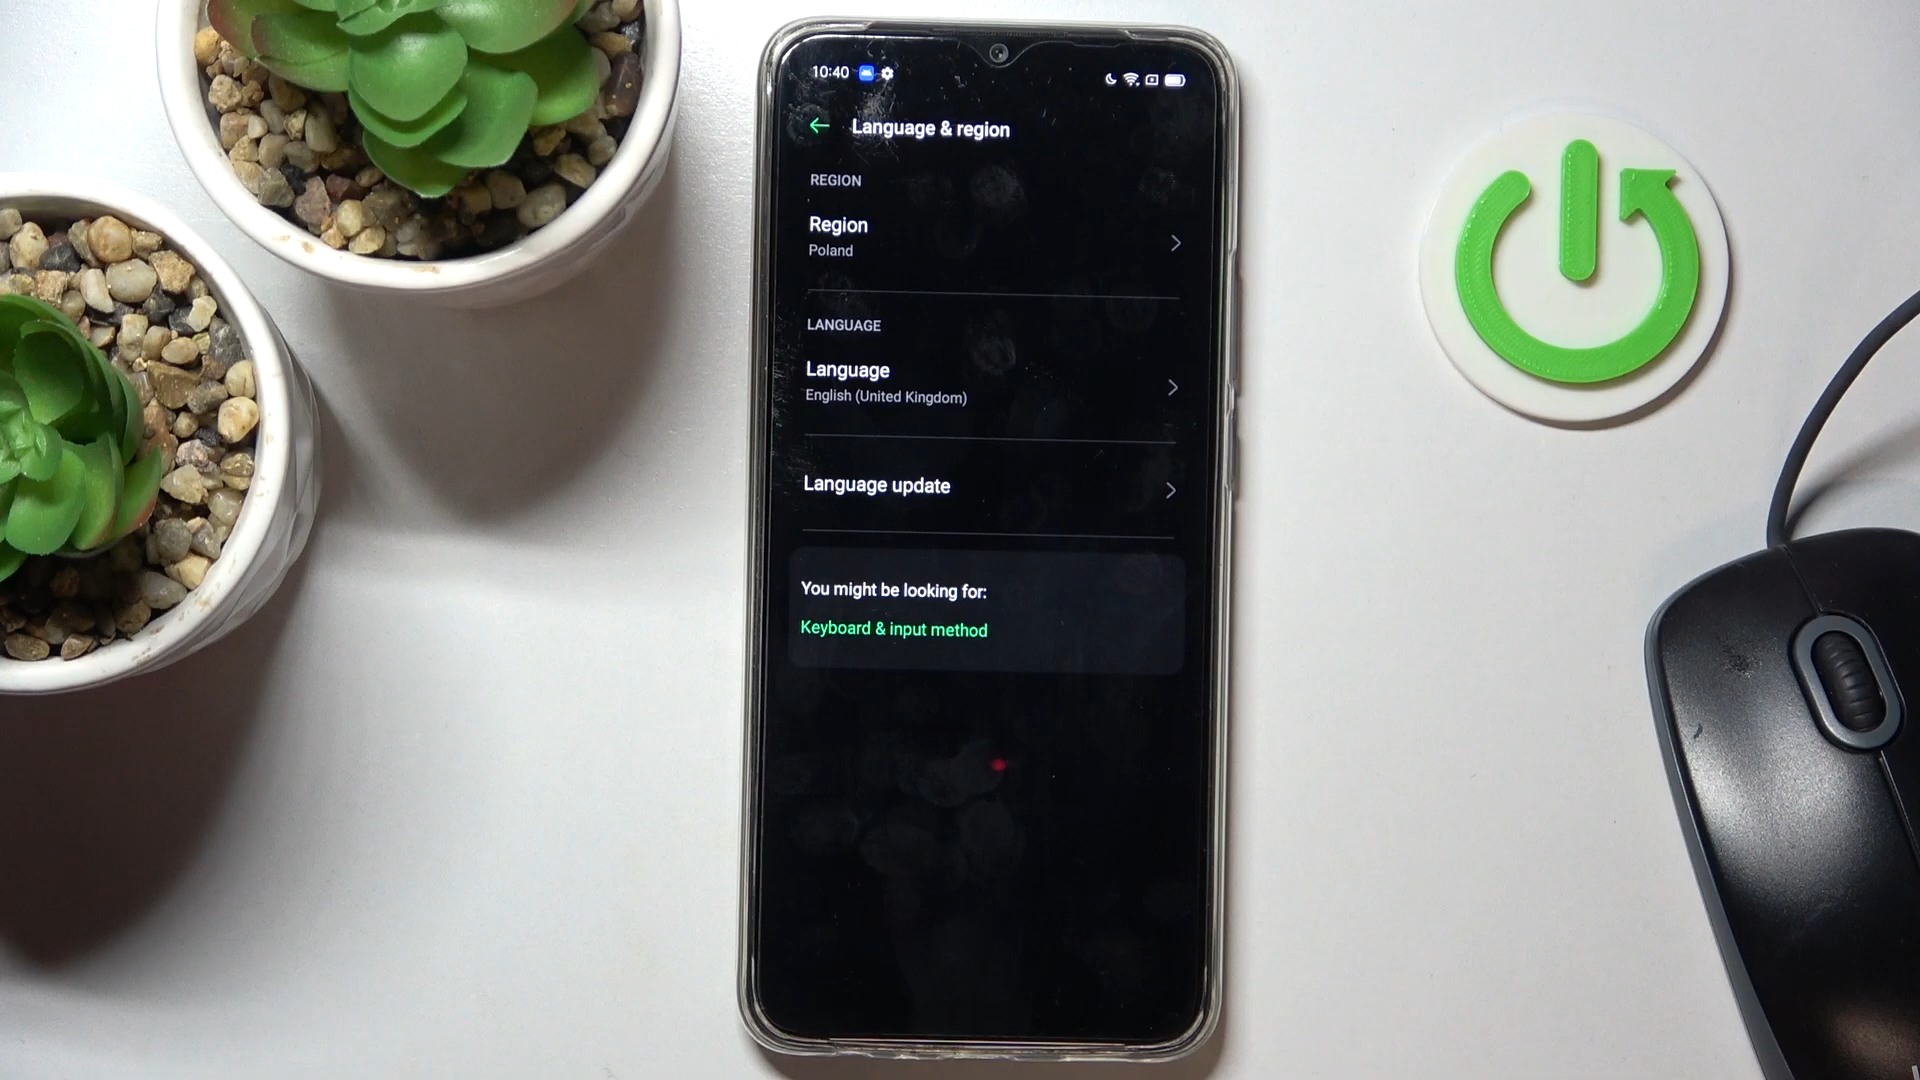 10:40
Language & region
REGION
Region
Poland
LANGUAGE
Language
English (United Kingdom)
Language update
You might be looking for:
Keyboard & input method